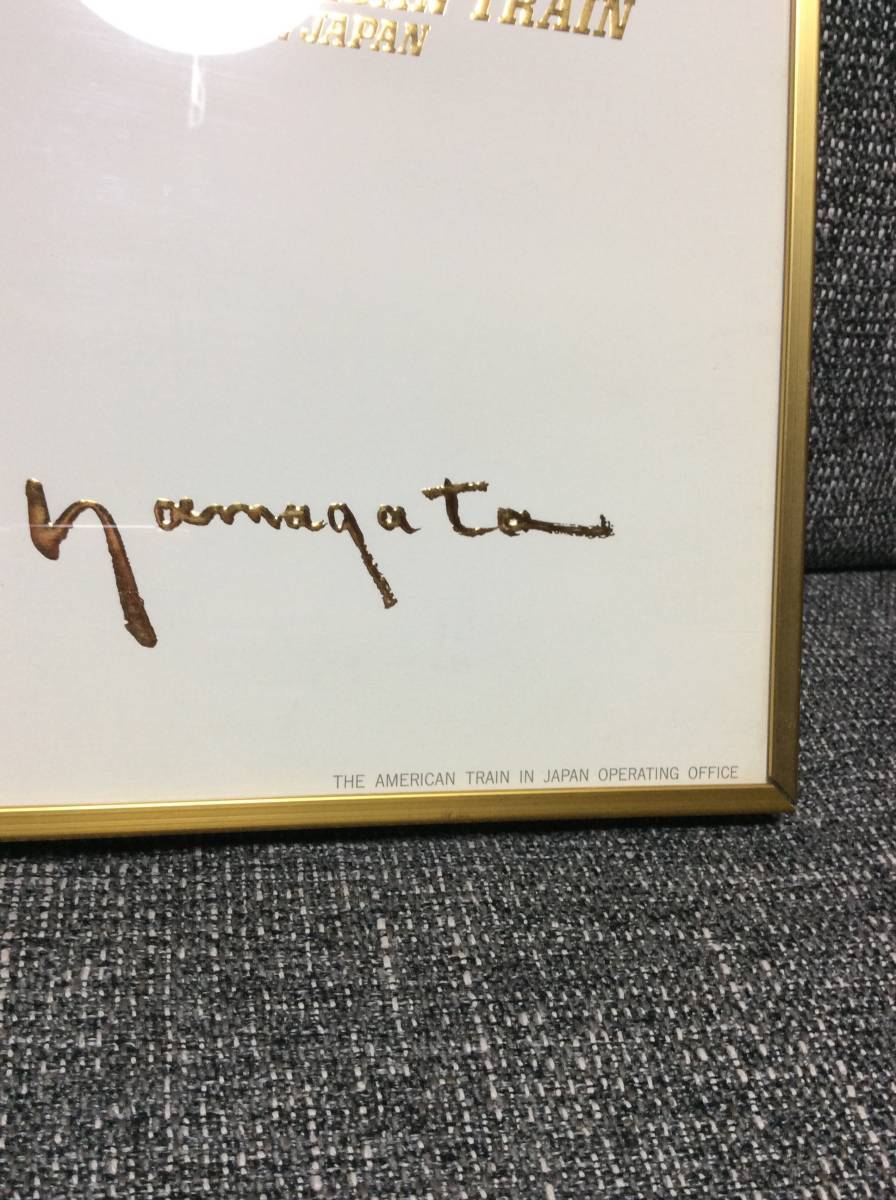 TRAIN
JAPAN
yamagata
THE AMERICAN TRAIN IN JAPAN OPERATING OFFICE